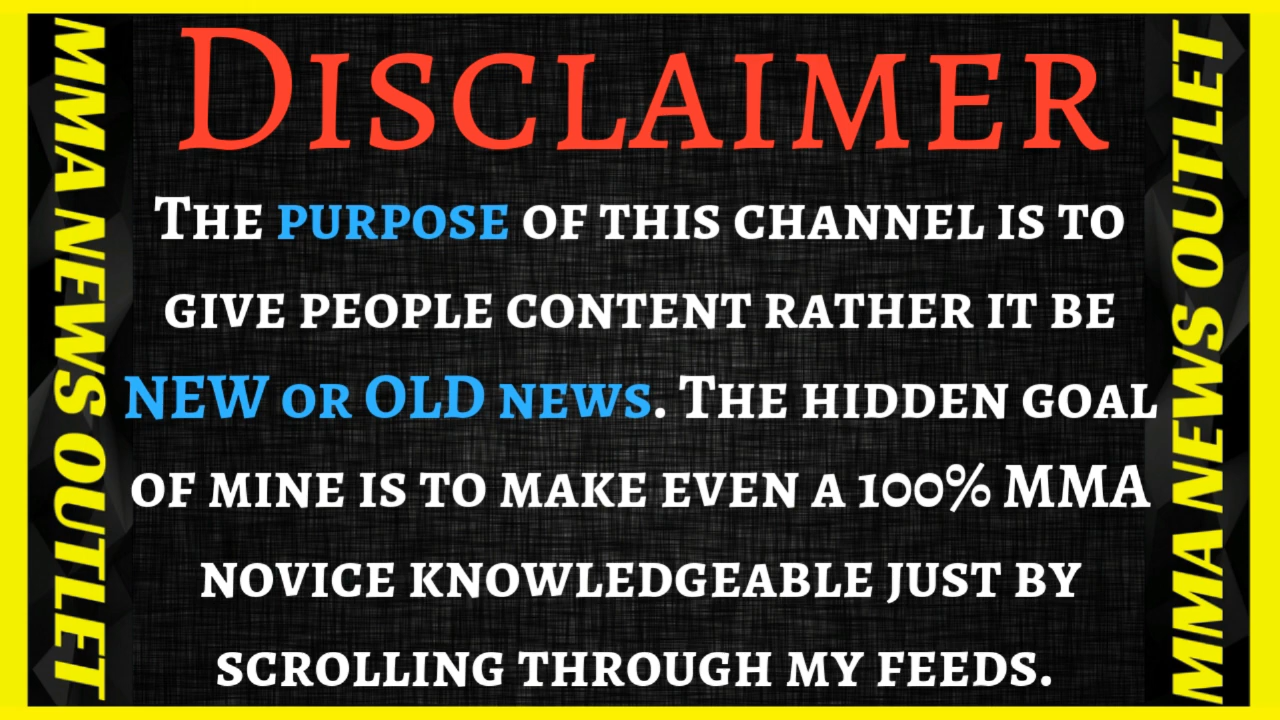 Disclaimer
The purpose of this channel is to
give people content rather it be
NEW or OLD news. The hidden goal
of mine is to make even a 100% MMA
novice knowledgeable just by
scrolling through my feeds.
MMA NEWS OUTLET
MMA NEWS OUTLET